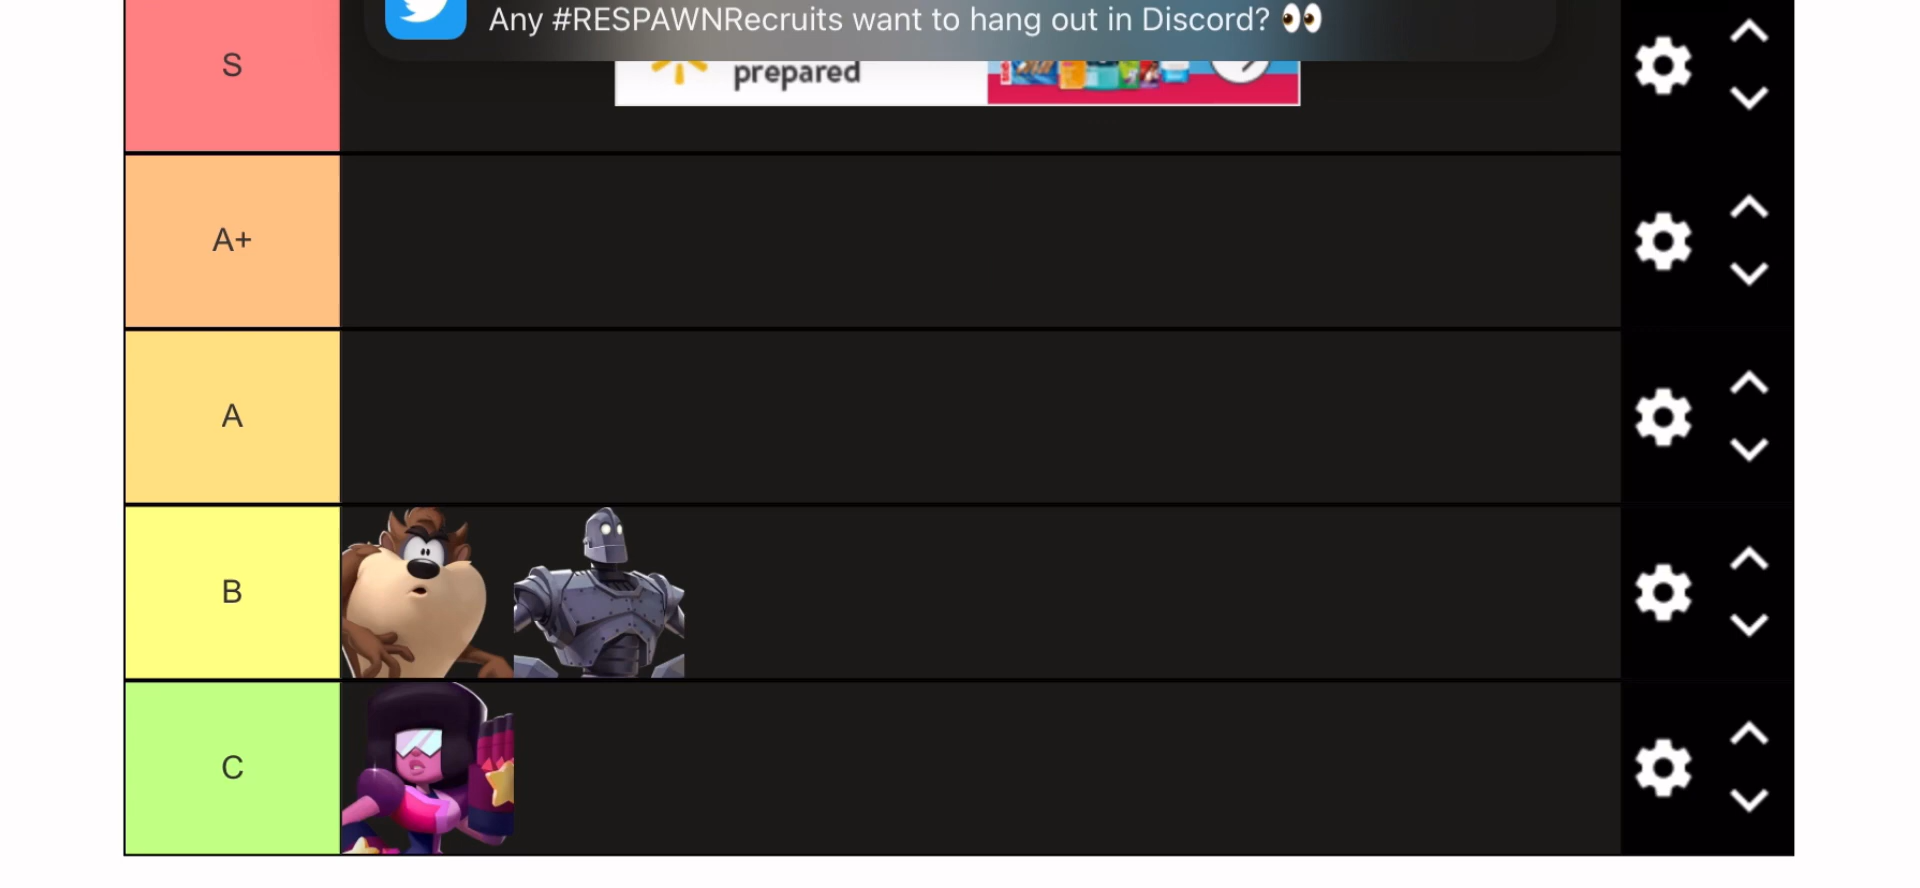 Any #RESPAWNRecruits want to hang out in Discord? 👀
S
prepared
A+
A
B
C